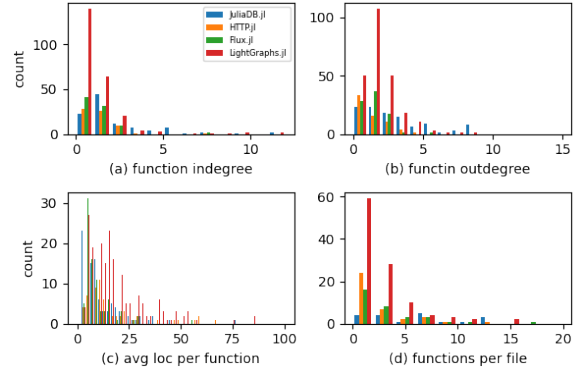 JuliaDB.jl
HTTP.jl
Flux.jl
LightGraphs.jl
count
100
50
0
0 5 10
(a) function indegree
100
50
0
0 5 10 15
(b) functin outdegree
count
30
20
10
0
0 25 50 75 100
(c) avg loc per function
60
40
20
0
0 5 10 15 20
(d) functions per file